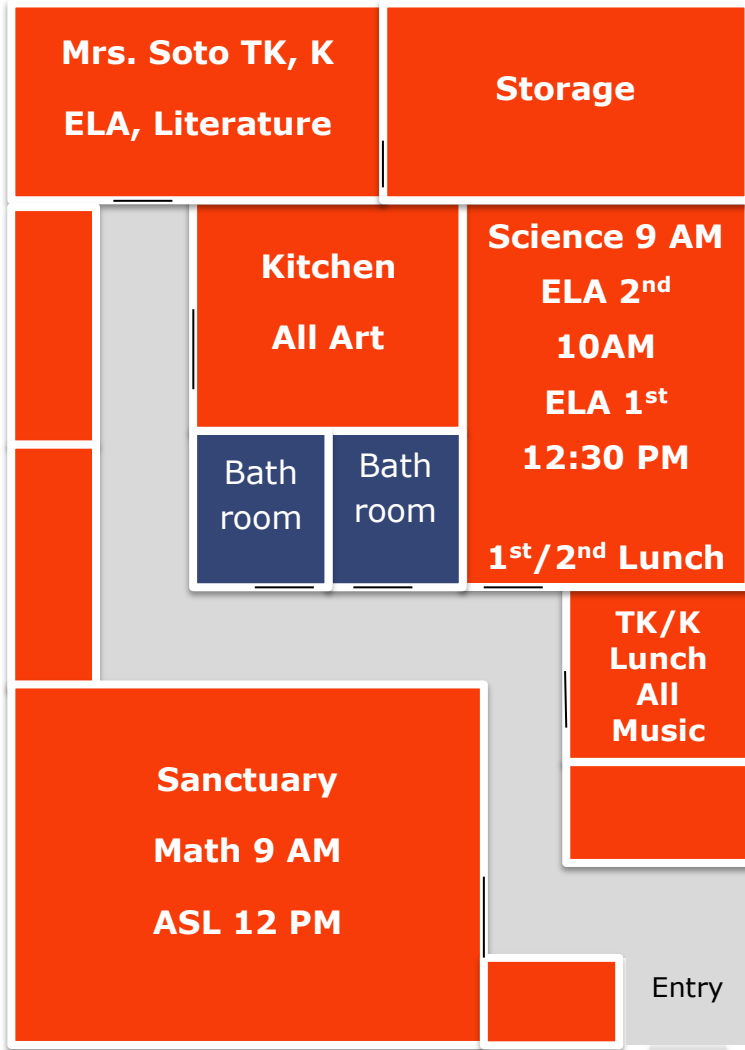 Mrs. Soto TK, K
ELA, Literature
Storage
Kitchen
All Art
Science 9 AM
ELA 2nd
10AM
ELA 1st
12:30 PM
1st/2nd Lunch
Bath
room
Bath
room
TK/K
Lunch
All
Music
Sanctuary
Math 9 AM
ASL 12 PM
Entry